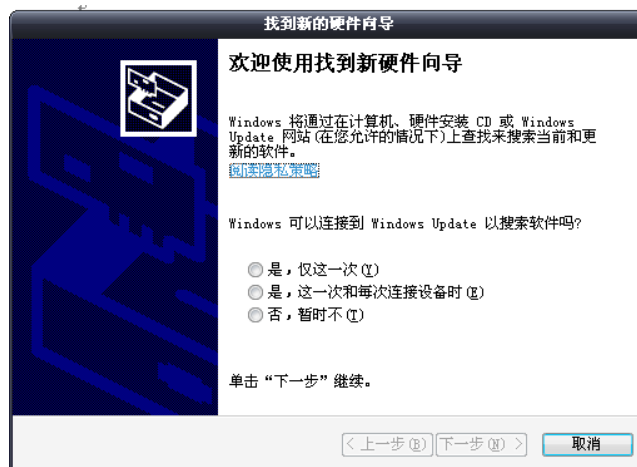 找到新的硬件向导
欢迎使用找到新硬件向导
Windows 将通过在计算机、硬件安装 CD 或 Windows
Update 网站(在您允许的情况下)上查找来搜索当前和更
新的软件。
阅读隐私策略
Windows 可以连接到 Windows Update 以搜索软件吗?
是，仅这一次(Y)
是，这一次和每次连接设备时(E)
否，暂时不(T)
单击“下一步”继续。
< 上一步(B) 下一步(N) > 取消